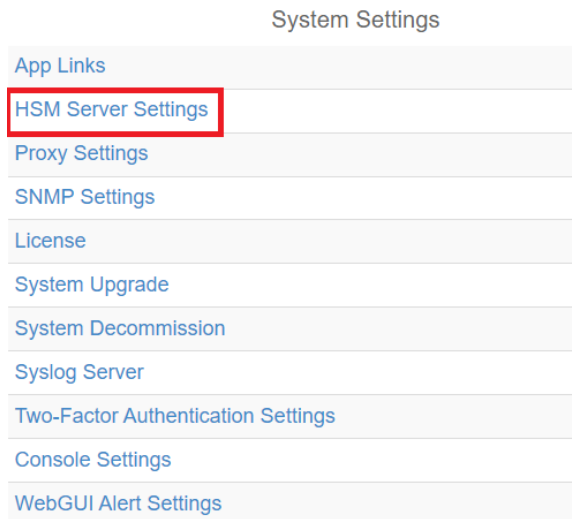 System Settings
App Links
HSM Server Settings
Proxy Settings
SNMP Settings
License
System Upgrade
System Decommission
Syslog Server
Two-Factor Authentication Settings
Console Settings
WebGUI Alert Settings